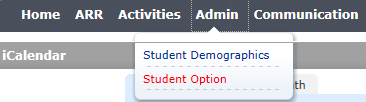 Home ARR Activities Admin Communication
iCalendar
Student Demographics
Student Option